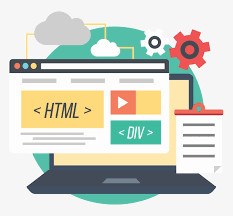 < HTML >
< DIV >